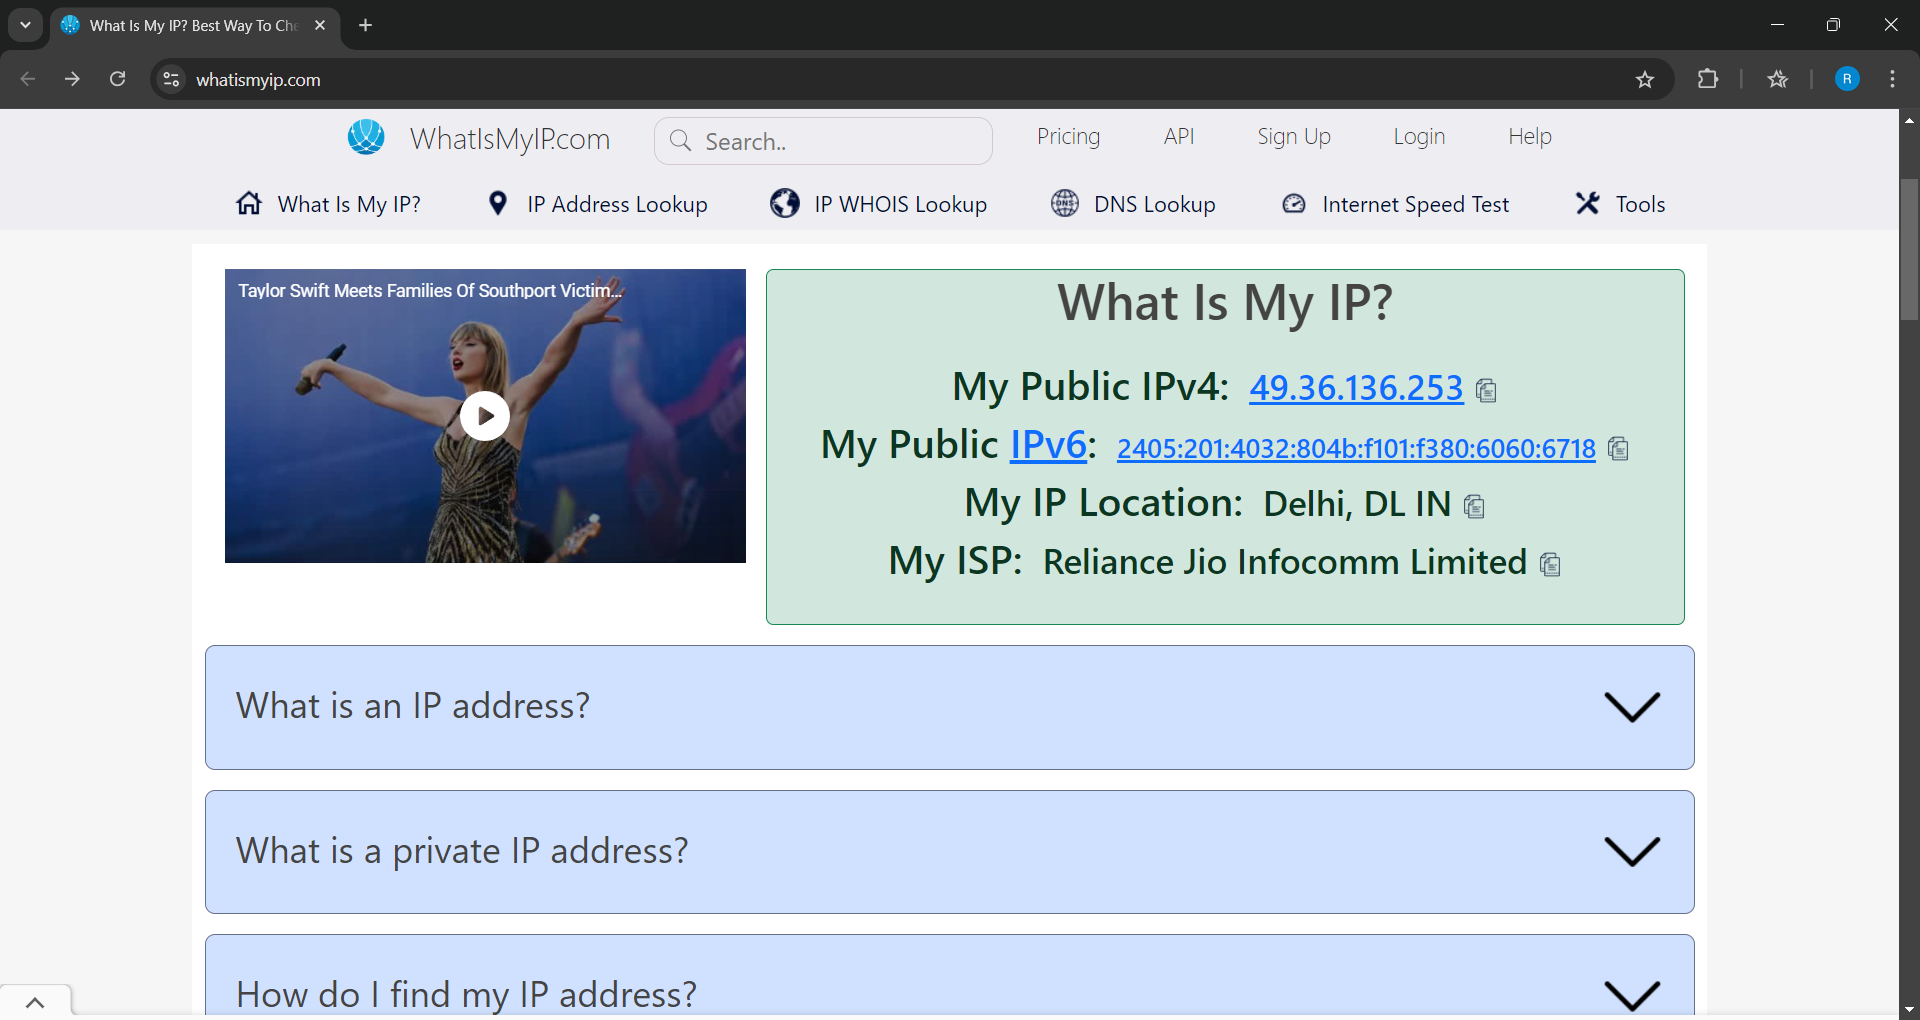 What Is My IP? Best Way To Che
whatismyip.com
R
WhatIsMyIP.com
Search..
Pricing
API
Sign Up
Login
Help
What Is My IP?
IP Address Lookup
IP WHOIS Lookup
DNS
DNS Lookup
Internet Speed Test
Tools
Taylor Swift Meets Families Of Southport Victim...
What Is My IP?
My Public IPv4: 49.36.136.253
My Public IPv6: 2405:201:4032:804b:f101:f380:6060:6718
My IP Location: Delhi, DL IN
My ISP: Reliance Jio Infocomm Limited
What is an IP address?
What is a private IP address?
How do I find my IP address?